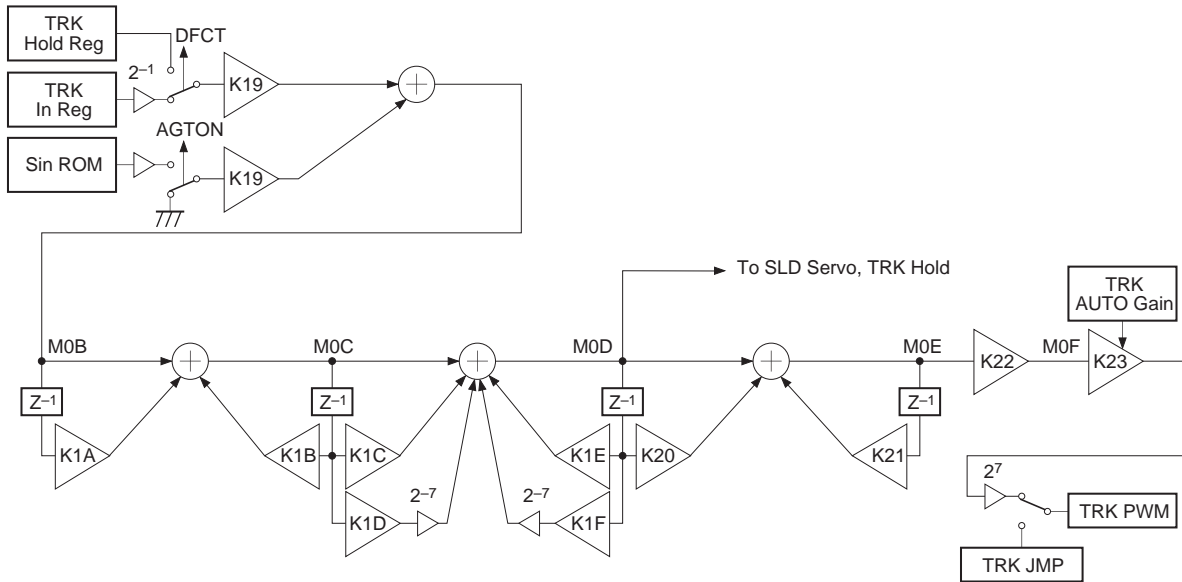 TRK
Hold Reg
DFCT
2⁻¹
K19
TRK
In Reg
AGTON
Sin ROM
K19
To SLD Servo, TRK Hold
TRK
AUTO Gain
M0B
M0C
M0D
M0E
K22
M0F
K23
Z⁻¹
Z⁻¹
Z⁻¹
Z⁻¹
K1A
K1B
K1C
K1E
K20
K21
2⁻⁷
2⁻⁷
K1D
K1F
2⁷
TRK PWM
TRK JMP